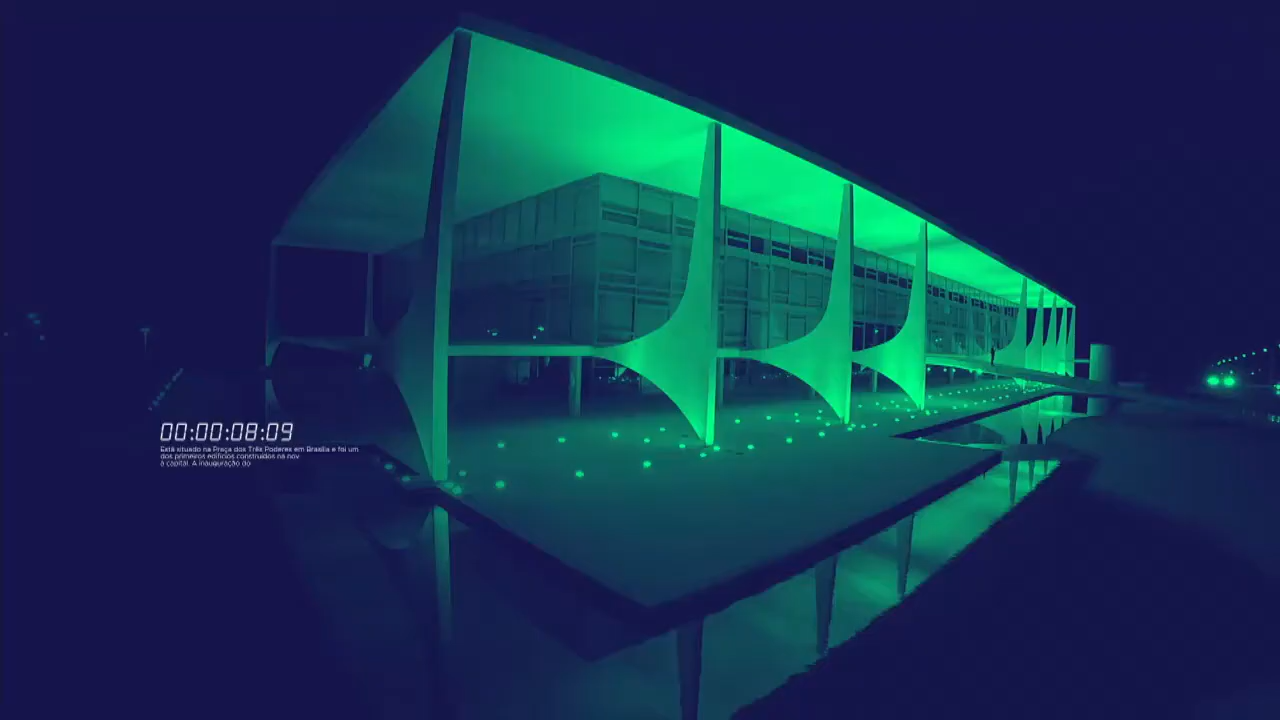 00:00:08:09
Está situado na Praça dos Três Poderes em Brasília e foi um
dos primeiros edifícios construídos na nov
a capital. A inauguração do